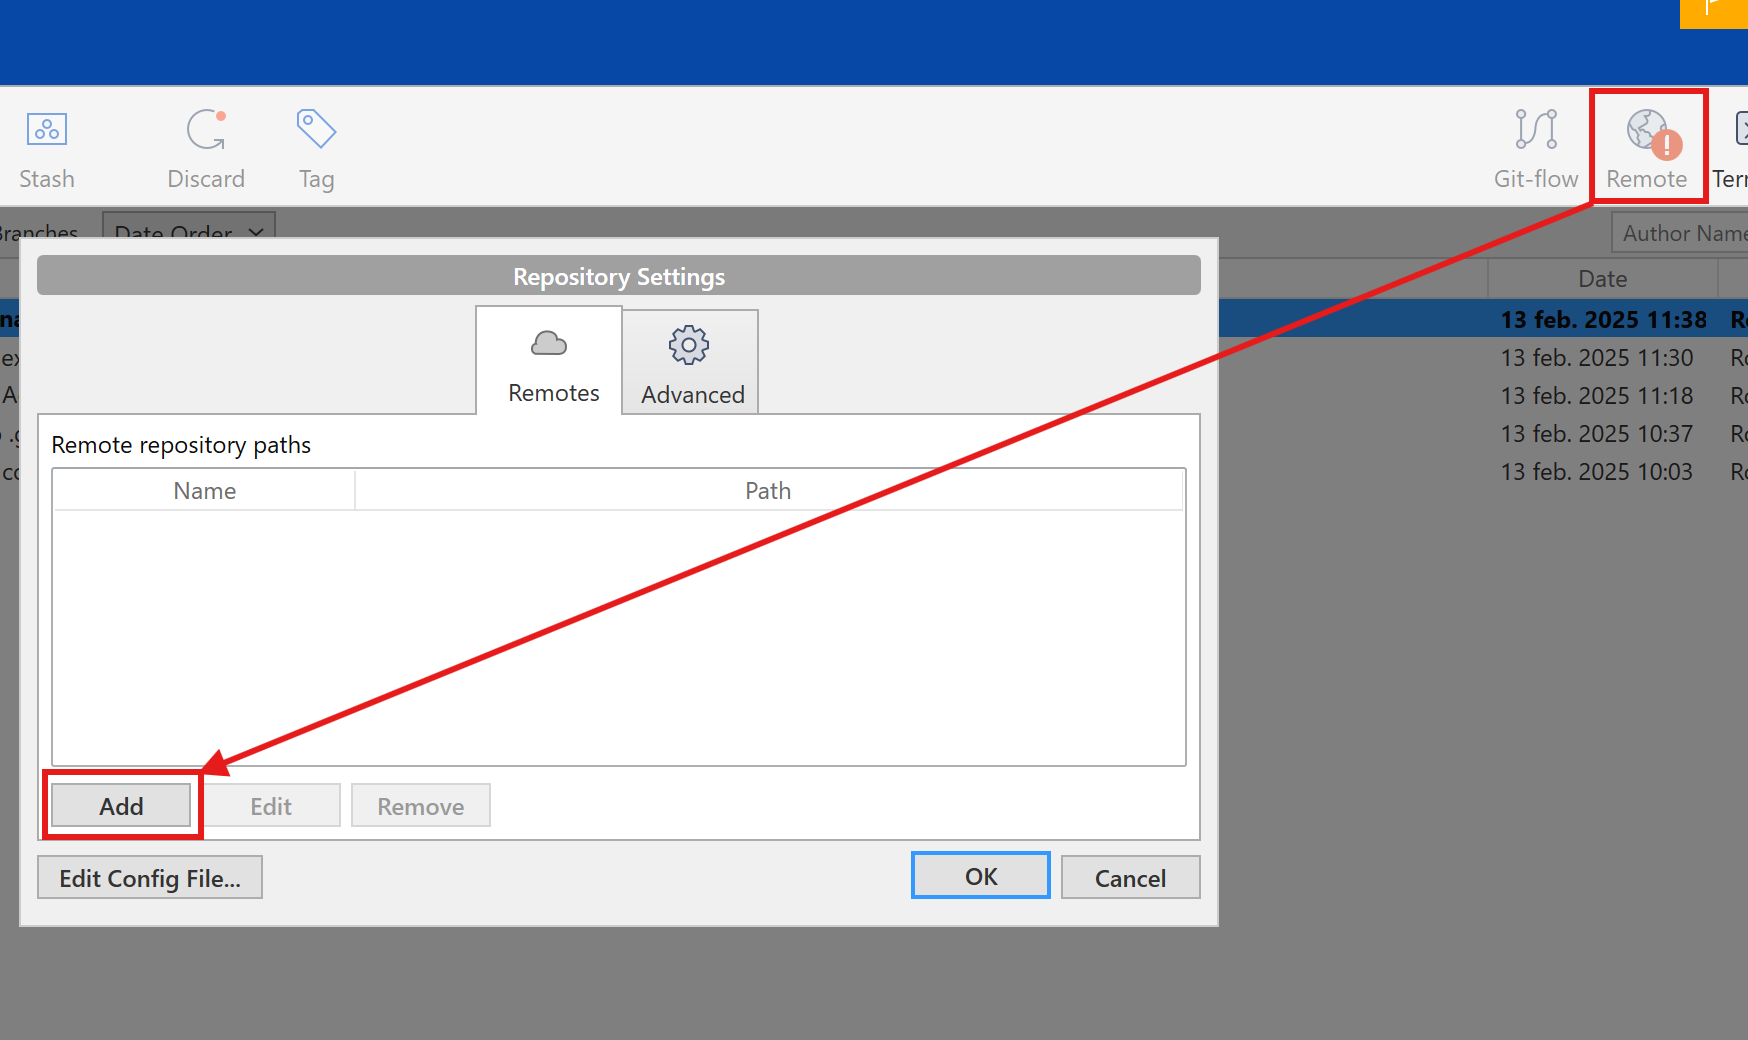 Stash Discard Tag Git-flow Remote
Branches Date Order Author Name
Repository Settings Date
13 feb. 2025 11:38
Remotes Advanced
13 feb. 2025 11:30
13 feb. 2025 11:18
Remote repository paths 13 feb. 2025 10:37
Name Path 13 feb. 2025 10:03
Add Edit Remove
Edit Config File... OK Cancel